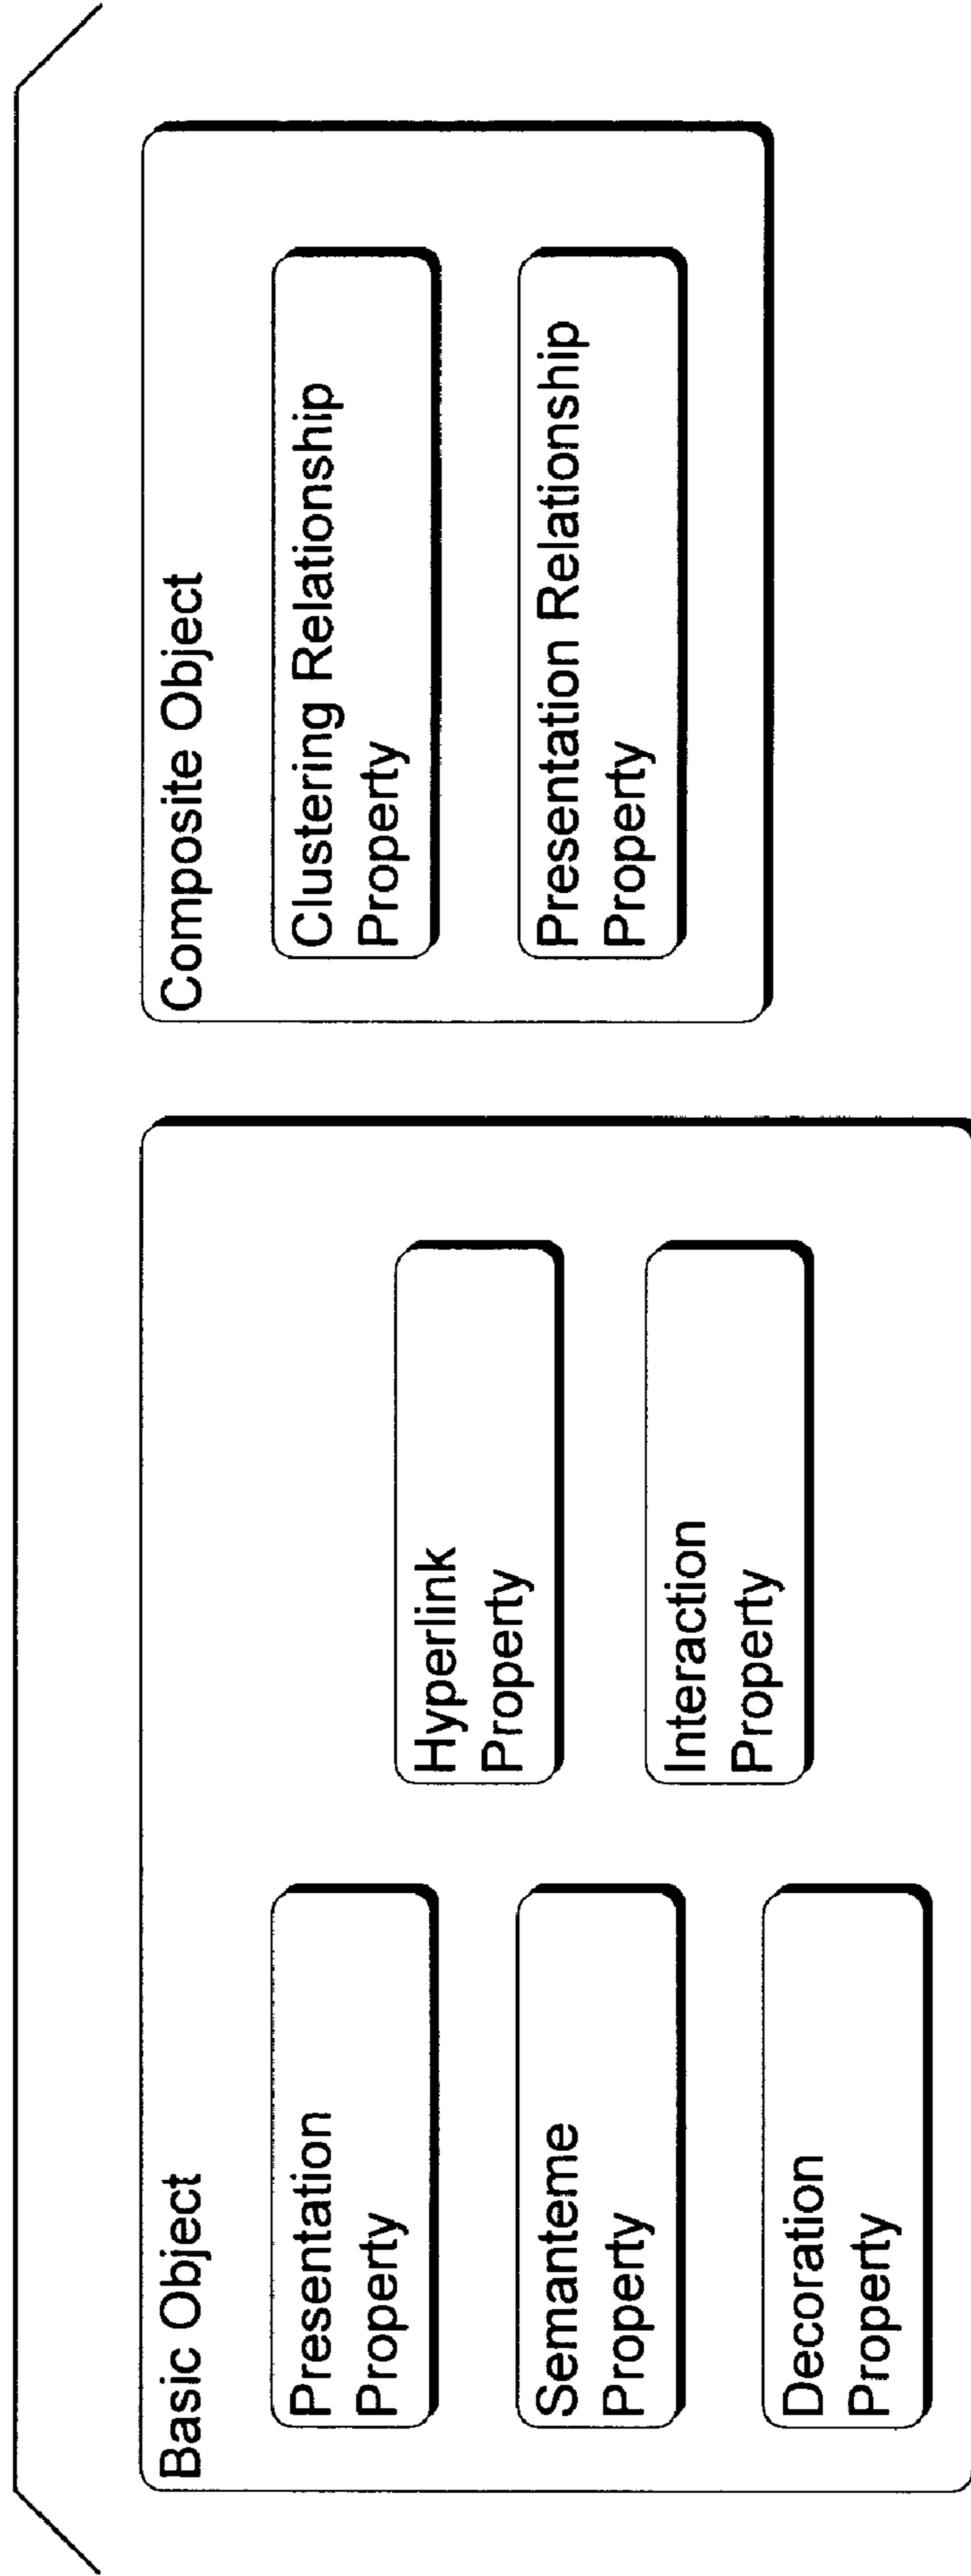 Basic Object
Presentation
Property
Semanteme
Property
Decoration
Property
Hyperlink
Property
Interaction
Property
Composite Object
Clustering Relationship
Property
Presentation Relationship
Property